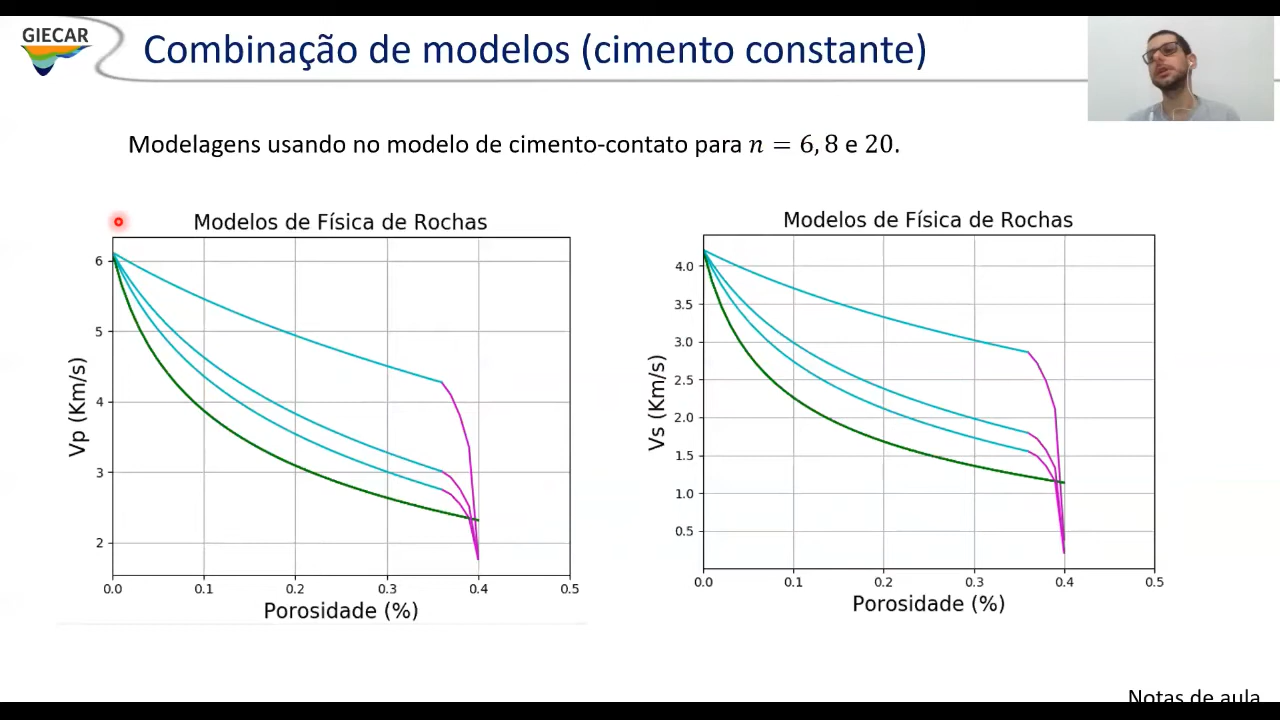 GIECAR
Combinação de modelos (cimento constante)
Modelagens usando no modelo de cimento-contato para n = 6, 8 e 20.
Modelos de Física de Rochas
Vp (Km/s)
6
5
4
3
2
0.0 0.1 0.2 0.3 0.4 0.5
Porosidade (%)
Modelos de Física de Rochas
Vs (Km/s)
4.0
3.5
3.0
2.5
2.0
1.5
1.0
0.5
0.0 0.1 0.2 0.3 0.4 0.5
Porosidade (%)
Notas de aula